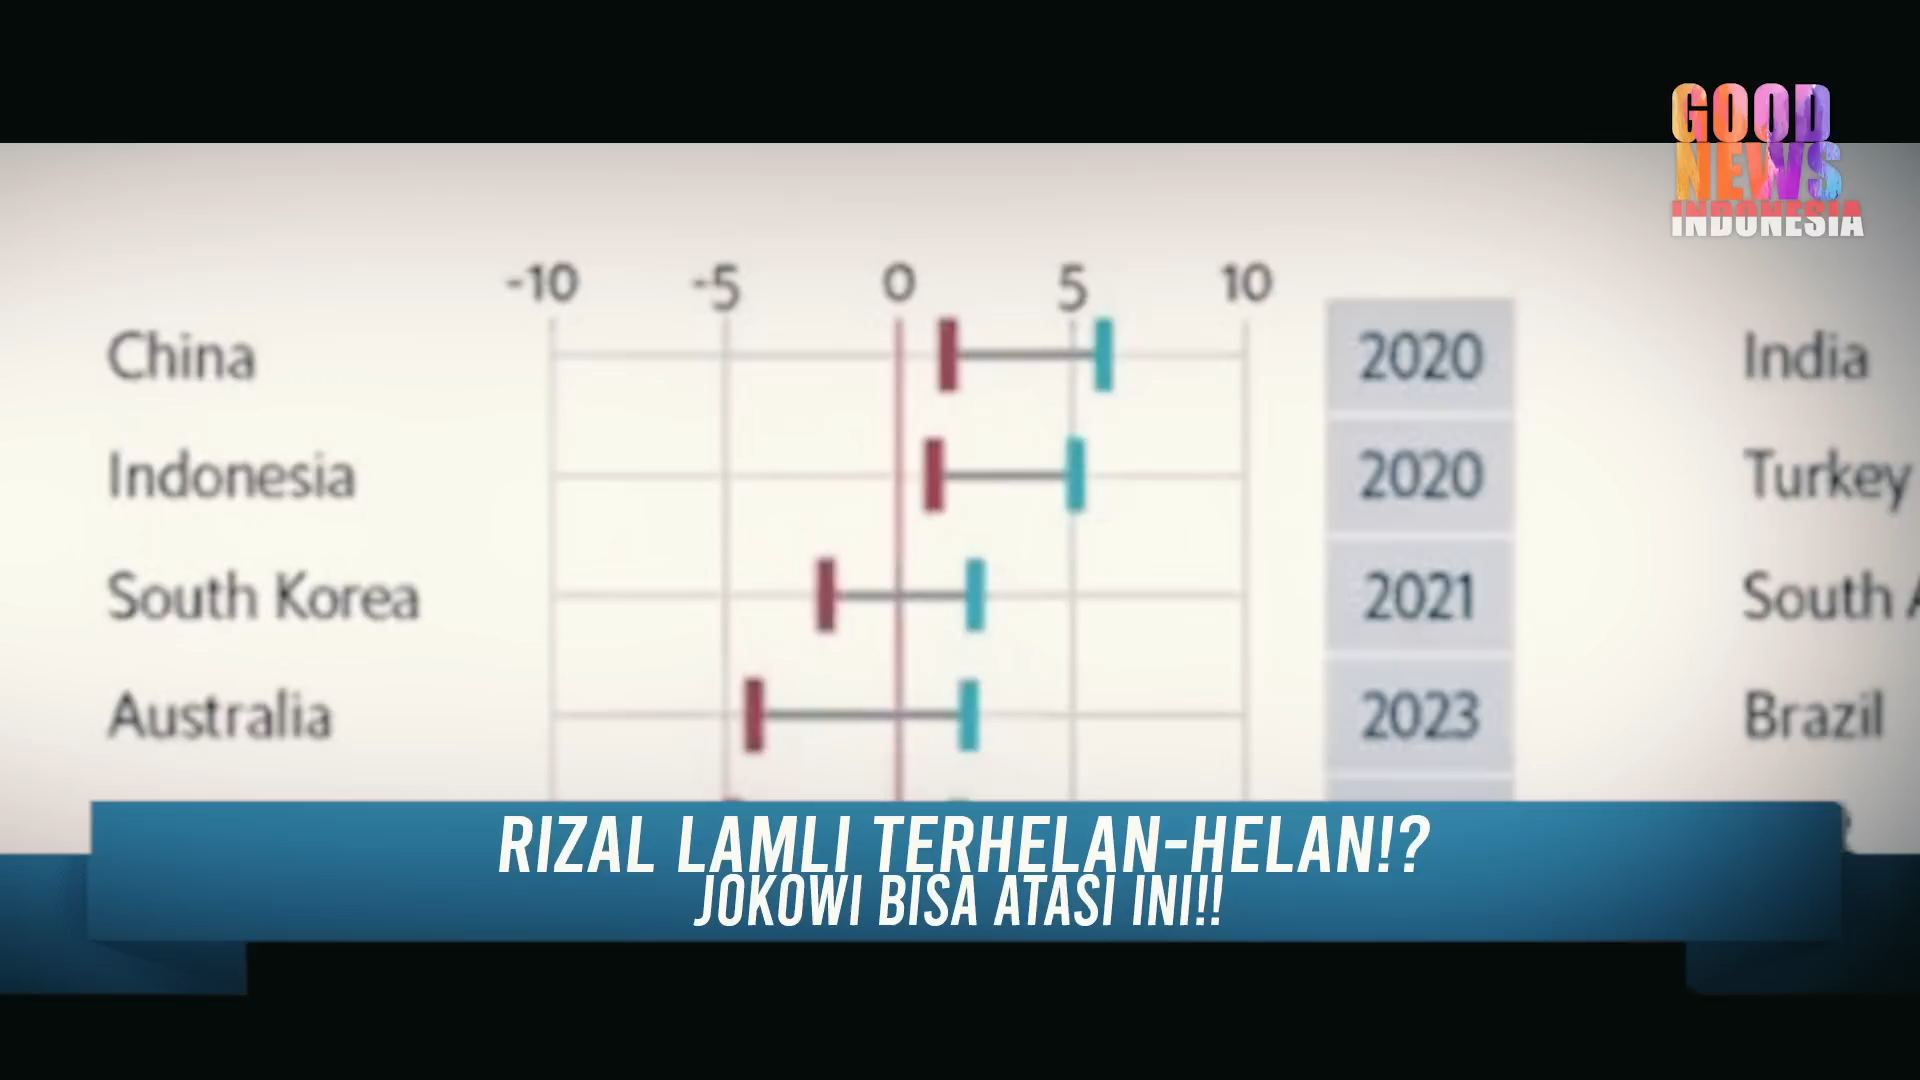 GOOD
NEWS
INDONESIA
-10 -5 0 5 10
China 2020 India
Indonesia 2020 Turkey
South Korea 2021 South
Australia 2023 Brazil
RIZAL LAMLI TERHELAN-HELAN!?
JOKOWI BISA ATASI INI!!